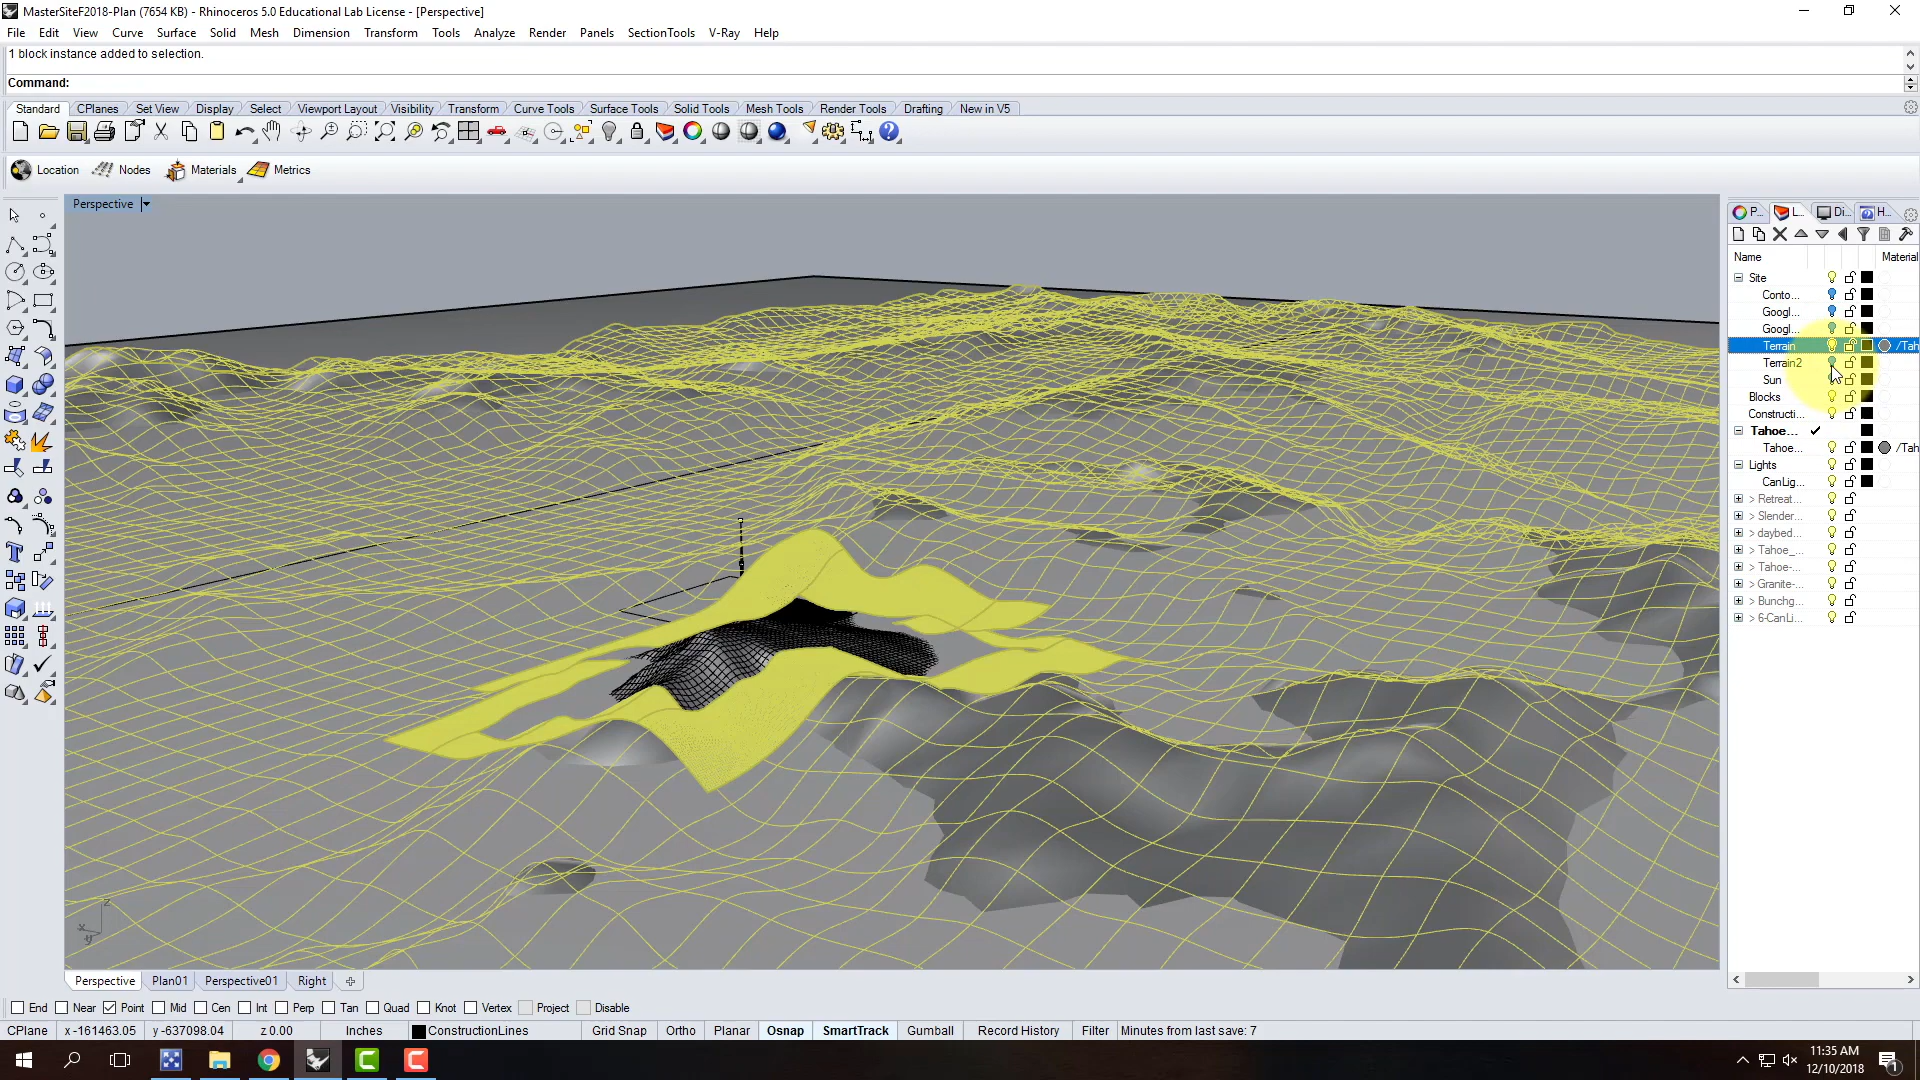 MasterSiteF2018-Plan (7654 KB) - Rhinoceros 5.0 Educational Lab License - [Perspective]
File Edit View Curve Surface Solid Mesh Dimension Transform Tools Analyze Render Panels SectionTools V-Ray Help
1 block instance added to selection.
Command:
Standard CPlanes Set View Display Select Viewport Layout Visibility Transform Curve Tools Surface Tools Solid Tools Mesh Tools Render Tools Drafting New in V5
Location Nodes Materials Metrics
Perspective
P... L... Di... H...
Name Material
Site
Conto...
Googl...
Googl...
Terrain /Tah
Terrain2
Sun
Blocks
Constructi...
Tahoe...
Tahoe... /Tah
Lights
CanLig...
> Retreat...
> Slender...
> daybed...
> Tahoe_...
> Tahoe-...
> Granite-...
> Bunchg...
> 6-CanLi...
z
x
y
Perspective Plan01 Perspective01 Right
End Near Point Mid Cen Int Perp Tan Quad Knot Vertex Project Disable
CPlane x -161463.05 y -637098.04 z 0.00 Inches ConstructionLines Grid Snap Ortho Planar Osnap SmartTrack Gumball Record History Filter Minutes from last save: 7
11:35 AM
12/10/2018
1